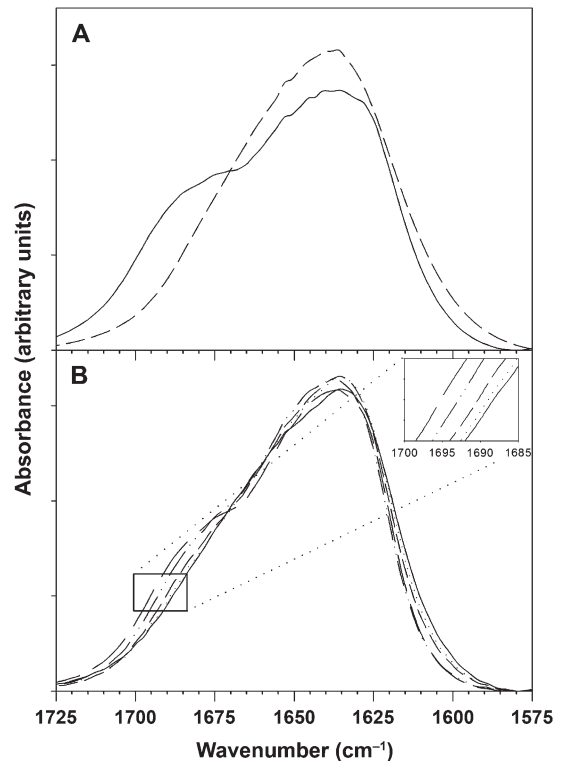 A
Absorbance (arbitrary units)
B
1700 1695 1690 1685
1725 1700 1675 1650 1625 1600 1575
Wavenumber (cm⁻¹)